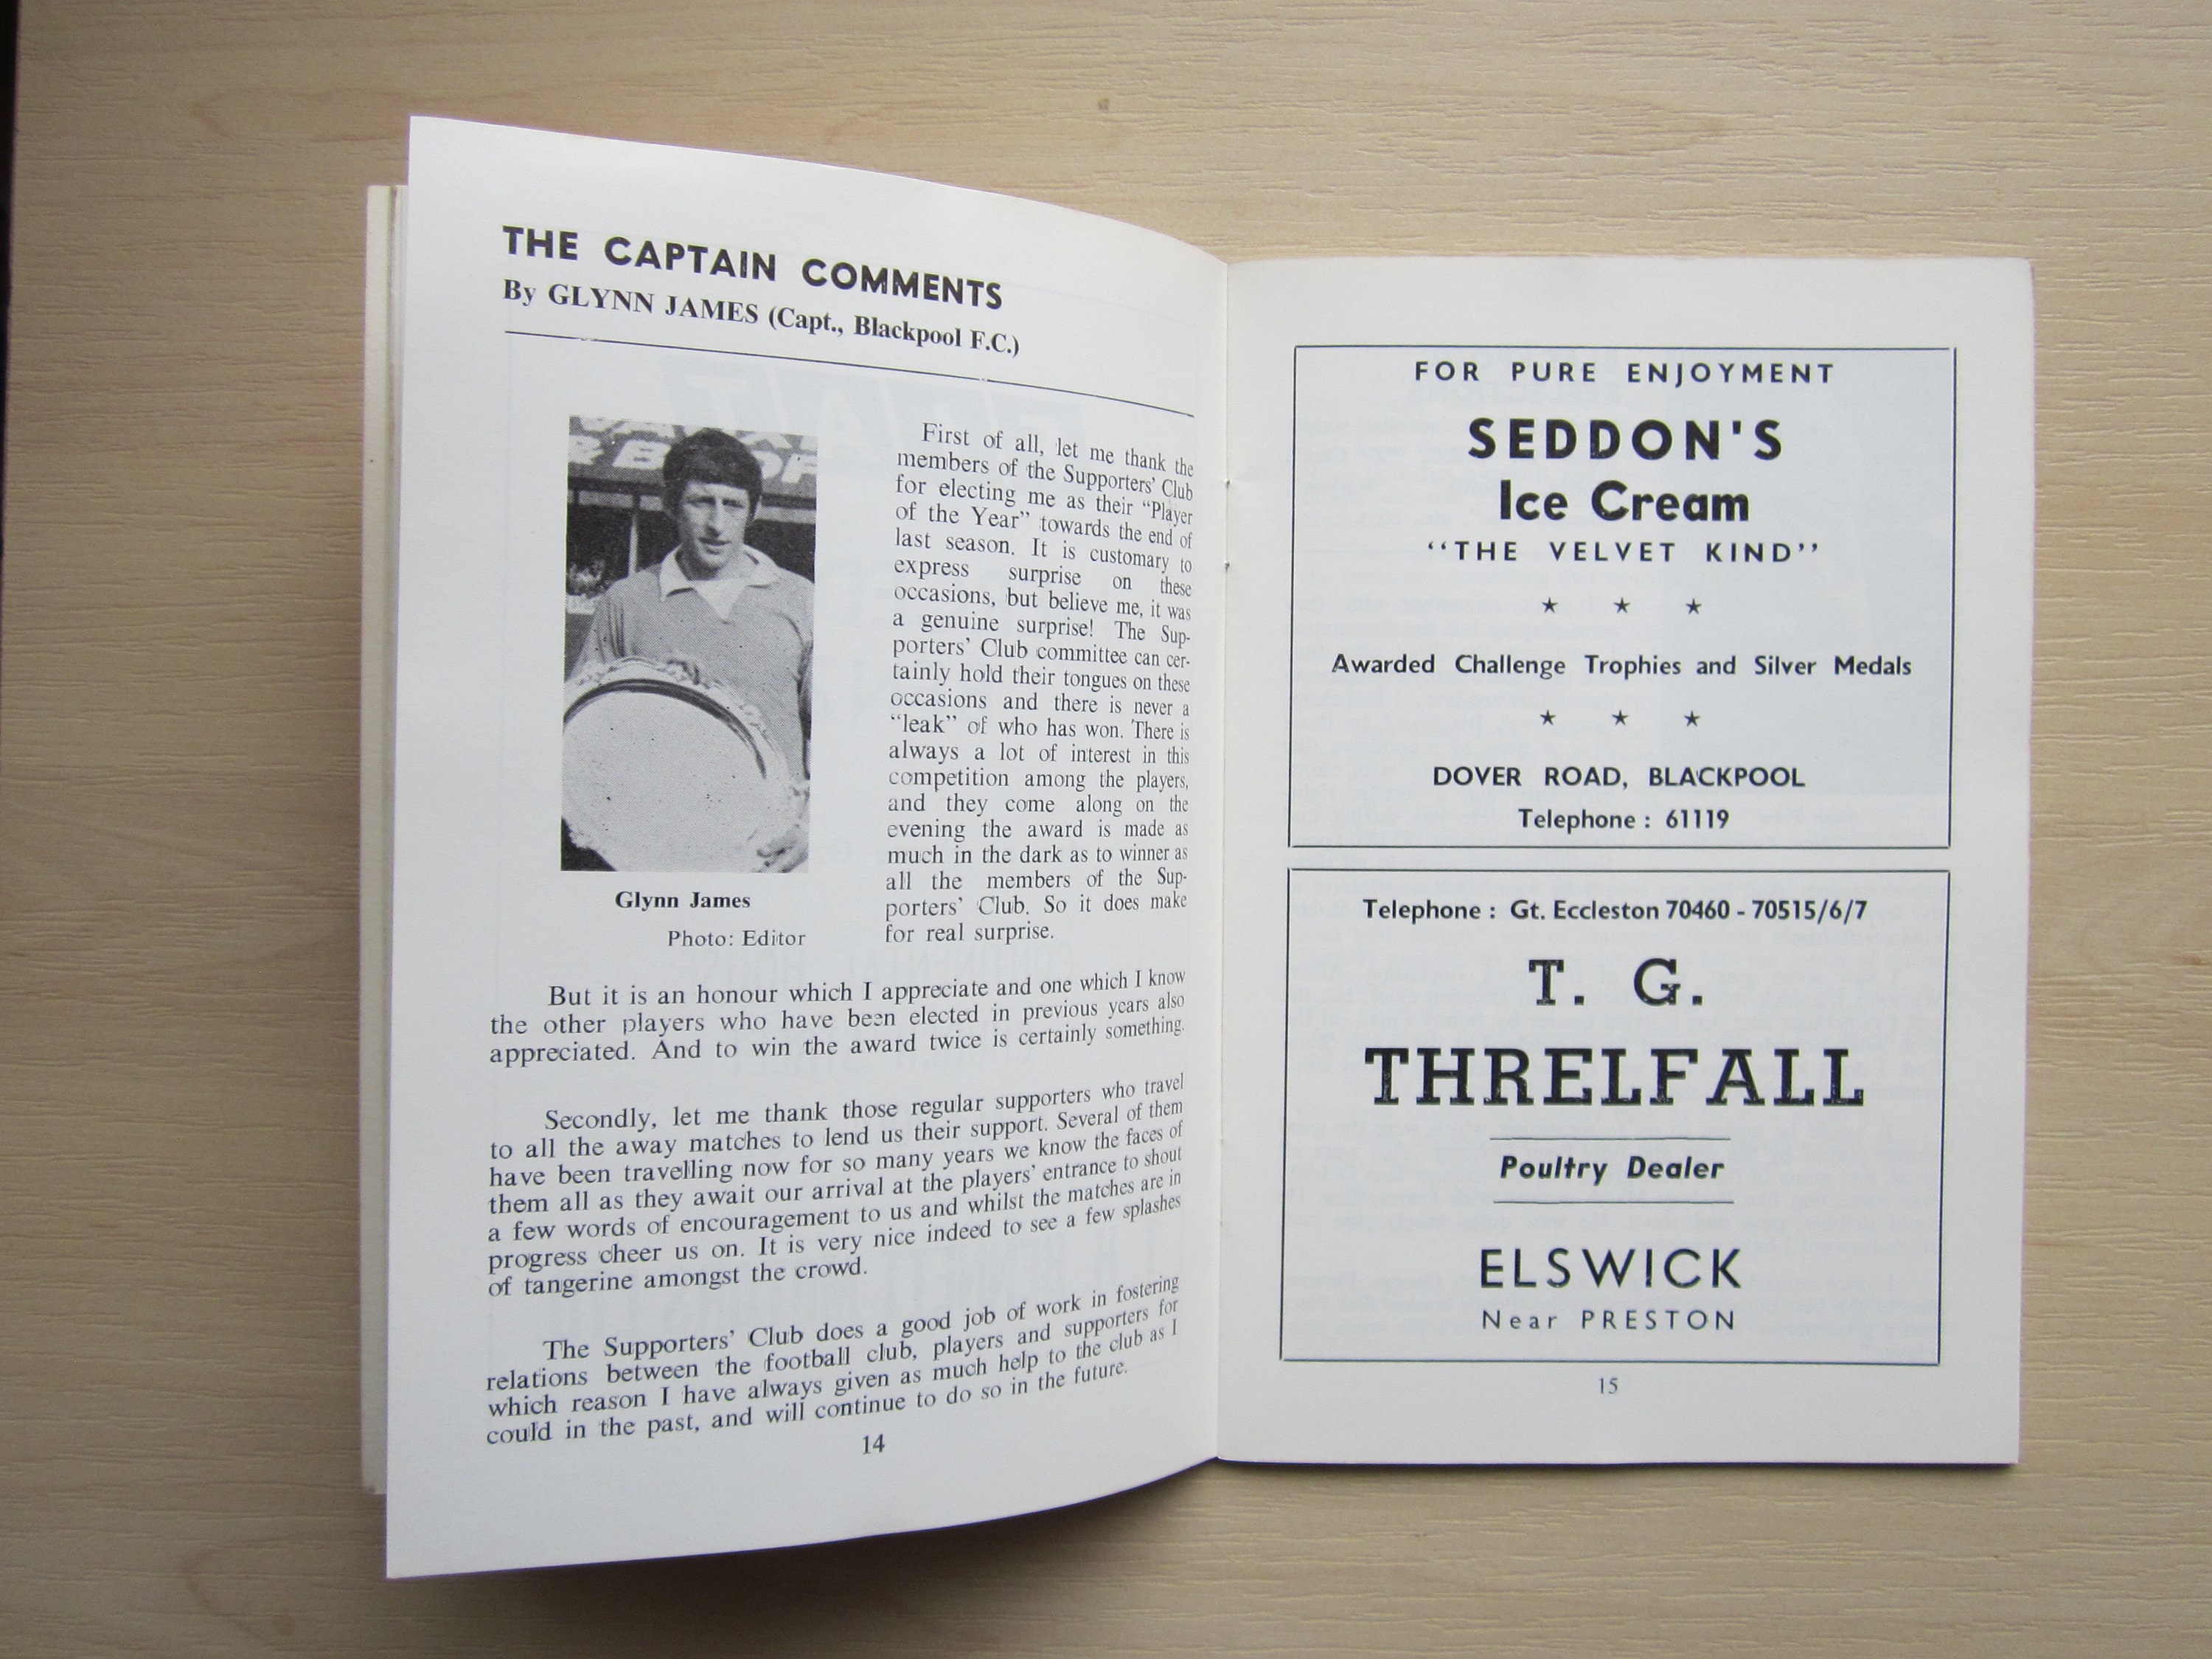 THE CAPTAIN COMMENTS
By GLYNN JAMES (Capt., Blackpool F.C.)
& B
Glynn James
Photo: Editor
First of all, let me thank the
members of the Supporters' Club
for electing me as their "Player
of the Year" towards the end of
last season. It is customary to
express surprise on these
occasions, but believe me, it was
a genuine surprise! The Sup-
porters' Club committee can cer-
tainly hold their tongues on these
occasions and there is never a
"leak" of who has won. There is
always a lot of interest in this
competition among the players,
and they come along on the
evening the award is made as
much in the dark as to winner as
all the members of the Sup-
porters' Club. So it does make
for real surprise.
But it is an honour which I appreciate and one which I know
the other players who have been elected in previous years also
appreciated. And to win the award twice is certainly something.
Secondly, let me thank those regular supporters who travel
to all the away matches to lend us their support. Several of them
have been travelling now for so many years we know the faces of
them all as they await our arrival at the players' entrance to shout
a few words of encouragement to us and whilst the matches are in
progress cheer us on. It is very nice indeed to see a few splashes
of tangerine amongst the crowd.
The Supporters' Club does a good job of work in fostering
relations between the football club, players and supporters for
which reason I have always given as much help to the club as I
could in the past, and will continue to do so in the future.
14
FOR PURE ENJOYMENT
SEDDON'S
Ice Cream
"THE VELVET KIND"
★ ★ ★
Awarded Challenge Trophies and Silver Medals
★ ★ ★
DOVER ROAD, BLACKPOOL
Telephone : 61119
Telephone : Gt. Eccleston 70460 - 70515/6/7
T. G.
THRELFALL
Poultry Dealer
ELSWICK
Near PRESTON
15